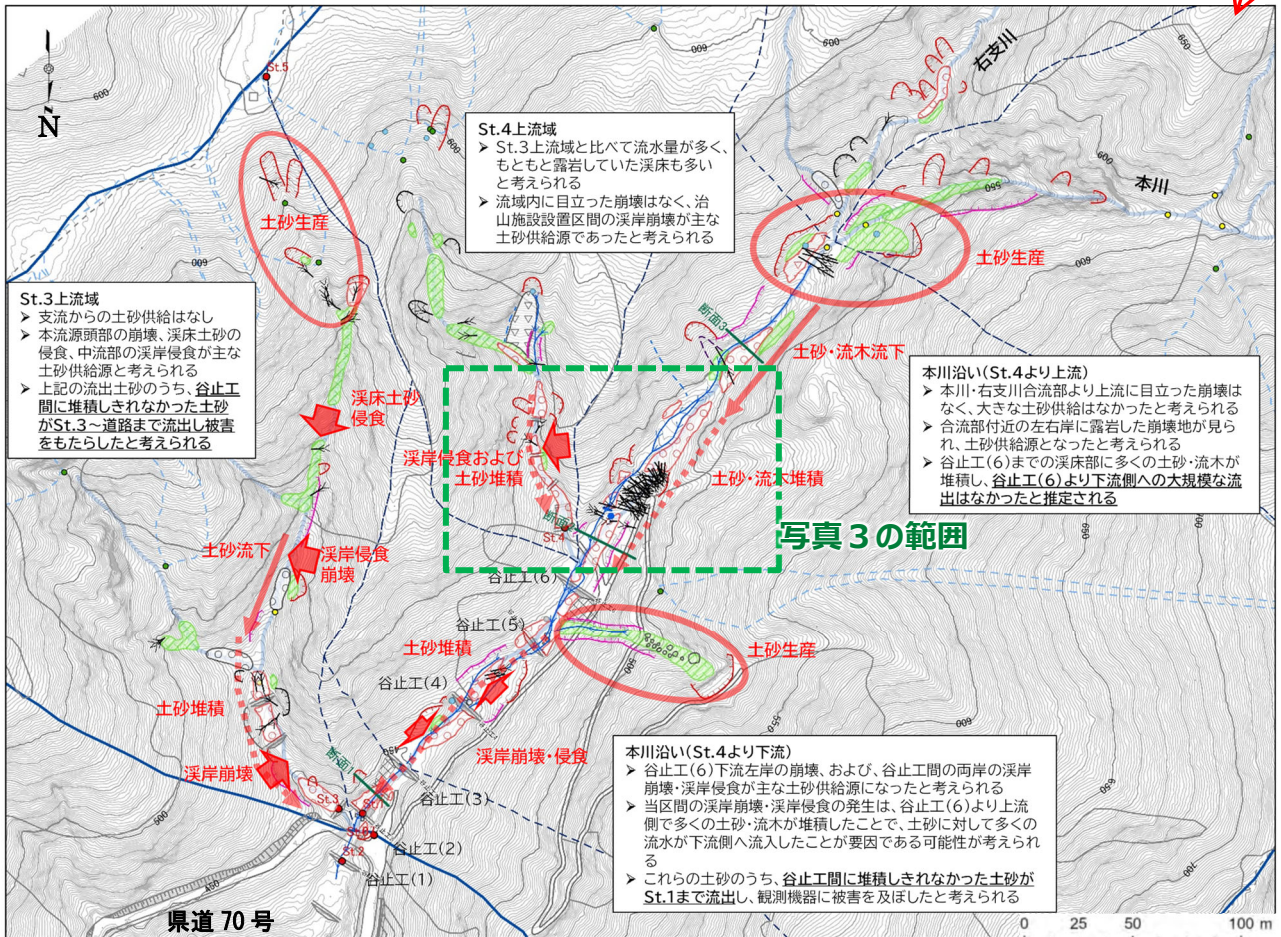 N
St.5
600
600
600
650
右支川
本川
550
600
600
600
600
土砂生産
St.4上流域
➢ St.3上流域と比べて流水量が多く、
もともと露岩していた渓床も多い
と考えられる
➢ 流域内に目立った崩壊はなく、治
山施設設置区間の渓岸崩壊が主な
土砂供給源であったと考えられる
土砂生産
St.3上流域
➢ 支流からの土砂供給はなし
➢ 本流源頭部の崩壊、渓床土砂の
侵食、中流部の渓岸侵食が主な
土砂供給源と考えられる
➢ 上記の流出土砂のうち、谷止工
間に堆積しきれなかった土砂
がSt.3～道路まで流出し被害
をもたらしたと考えられる
断面3
土砂・流木流下
渓床土砂
侵食
本川沿い(St.4より上流)
➢ 本川・右支川合流部より上流に目立った崩壊は
なく、大きな土砂供給はなかったと考えられる
➢ 合流部付近の左右岸に露岩した崩壊地が見ら
れ、土砂供給源となったと考えられる
➢ 谷止工(6)までの渓床部に多くの土砂・流木が
堆積し、谷止工(6)より下流側への大規模な流
出はなかったと推定される
渓岸侵食および
土砂堆積
土砂・流木堆積
St.4
写真３の範囲
650
700
土砂流下
渓岸侵食
崩壊
谷止工(6)
谷止工(5)
土砂堆積
土砂生産
500
谷止工(4)
550
600
土砂堆積
450
渓岸崩壊・侵食
渓岸崩壊
断面1
谷止工(3)
St.3
St.1
谷止工(2)
St.2
谷止工(1)
500
450
650
700
本川沿い(St.4より下流)
➢ 谷止工(6)下流左岸の崩壊、および、谷止工間の両岸の渓岸
崩壊・渓岸侵食が主な土砂供給源になったと考えられる
➢ 当区間の渓岸崩壊・渓岸侵食の発生は、谷止工(6)より上流
側で多くの土砂・流木が堆積したことで、土砂に対して多くの
流水が下流側へ流入したことが要因である可能性が考えられ
る
➢ これらの土砂のうち、谷止工間に堆積しきれなかった土砂が
St.1まで流出し、観測機器に被害を及ぼしたと考えられる
県道 70 号
0 25 50 100 m